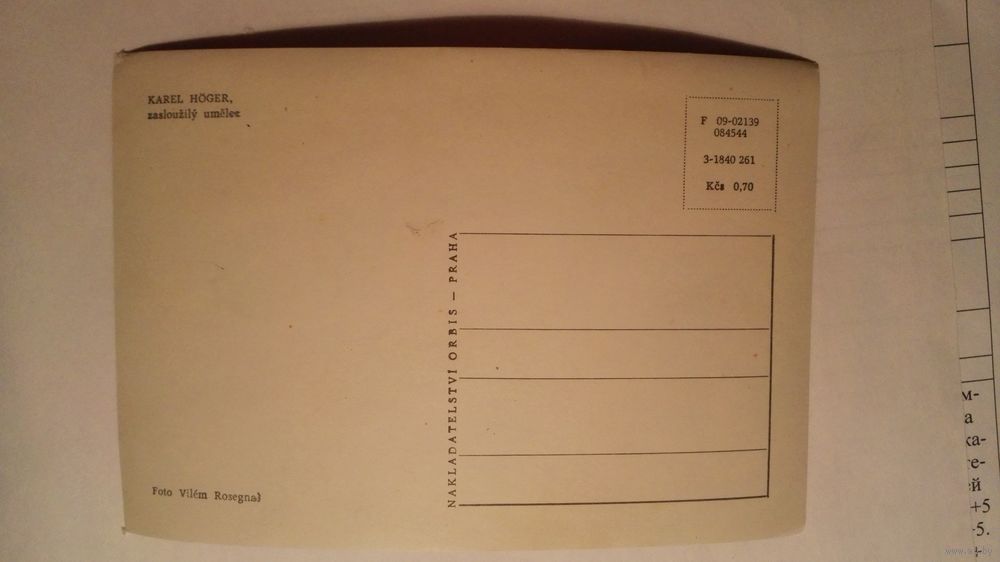 KAREL HÖGER,
zasloužilý umělec
F 09-02139
084544
3-1840 261
Kčs 0,70
NAKLADATELSTVÍ ORBIS — PRAHA
Foto Vilém Rosegnal
м-
а
ка-
те-
ей
+5
-5.